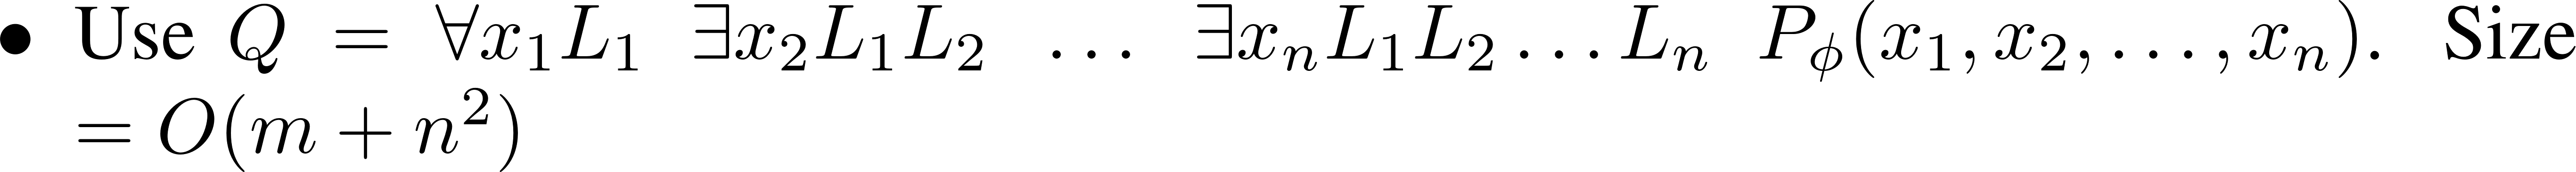 • Use Q = ∀x₁L₁ ∃x₂L₁L₂ … ∃xₙL₁L₂…Lₙ P_ϕ(x₁, x₂, …, xₙ). Size
= O(m + n²)